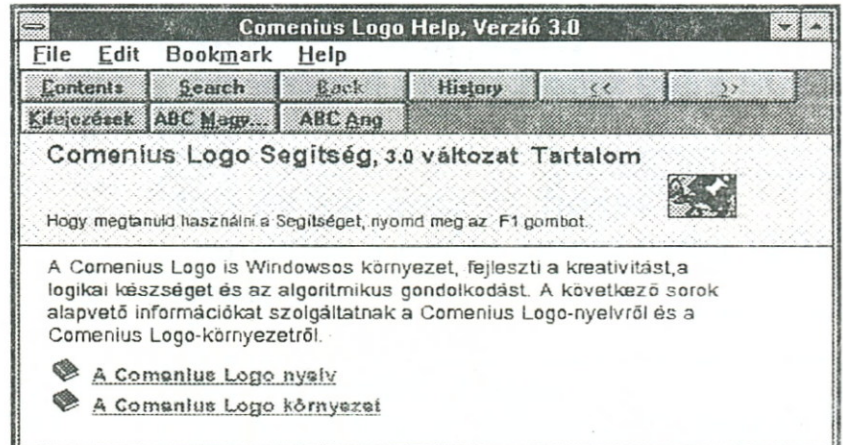 Comenius Logo Help, Verzió 3.0
File Edit Bookmark Help
Contents Search Back History << >>
Kifejezések ABC Magy... ABC Ang
Comenius Logo Segítség, 3.0 változat Tartalom
Hogy megtanuld használni a Segítséget, nyomd meg az F1 gombot.
A Comenius Logo is Windowsos környezet, fejleszti a kreativitást,a
logikai készséget és az algoritmikus gondolkodást. A következő sorok
alapvető információkat szolgáltatnak a Comenius Logo-nyelvről és a
Comenius Logo-környezetről.
A Comenius Logo nyelv
A Comenius Logo környezet